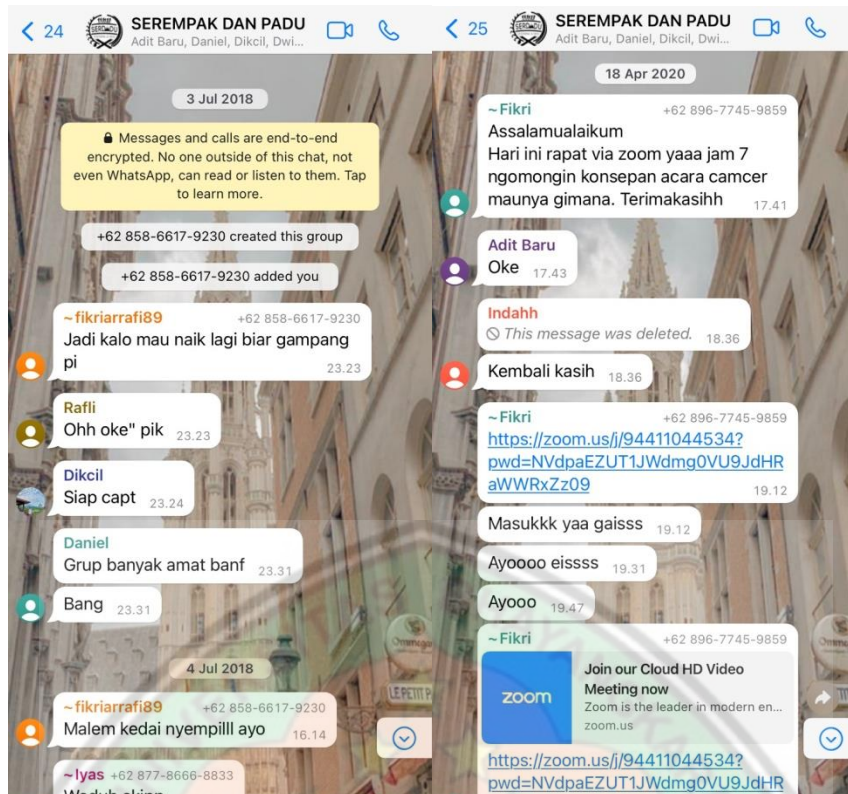 24
SERDADU
SEREMPAK DAN PADU
Adit Baru, Daniel, Dikcil, Dwi...
3 Jul 2018
Messages and calls are end-to-end
encrypted. No one outside of this chat, not
even WhatsApp, can read or listen to them. Tap
to learn more.
+62 858-6617-9230 created this group
+62 858-6617-9230 added you
~fikriarrafi89 +62 858-6617-9230
Jadi kalo mau naik lagi biar gampang
pi
23.23
Rafli
Ohh oke" pik 23.23
Dikcil
Siap capt 23.24
Daniel
Grup banyak amat banf 23.31
Bang 23.31
4 Jul 2018
~fikriarrafi89 +62 858-6617-9230
Malem kedai nyempilll ayo 16.14
LE PETIT
~Iyas +62 877-8666-8833
25
SERDADU
SEREMPAK DAN PADU
Adit Baru, Daniel, Dikcil, Dwi...
18 Apr 2020
~Fikri +62 896-7745-9859
Assalamualaikum
Hari ini rapat via zoom yaaa jam 7
ngomongin konsepan acara camcer
maunya gimana. Terimakasihh 17.41
Adit Baru
Oke 17.43
Indahh
This message was deleted. 18.36
Kembali kasih 18.36
~Fikri +62 896-7745-9859
https://zoom.us/j/94411044534?
pwd=NVdpaEZUT1JWdmg0VU9JdHR
aWWRxZz09 19.12
Masukkk yaa gaisss 19.12
Ayoooo eissss 19.31
Ayooo 19.47
~Fikri +62 896-7745-9859
zoom
Join our Cloud HD Video
Meeting now
Zoom is the leader in modern en...
zoom.us
https://zoom.us/j/94411044534?
pwd=NVdpaEZUT1JWdmg0VU9JdHR